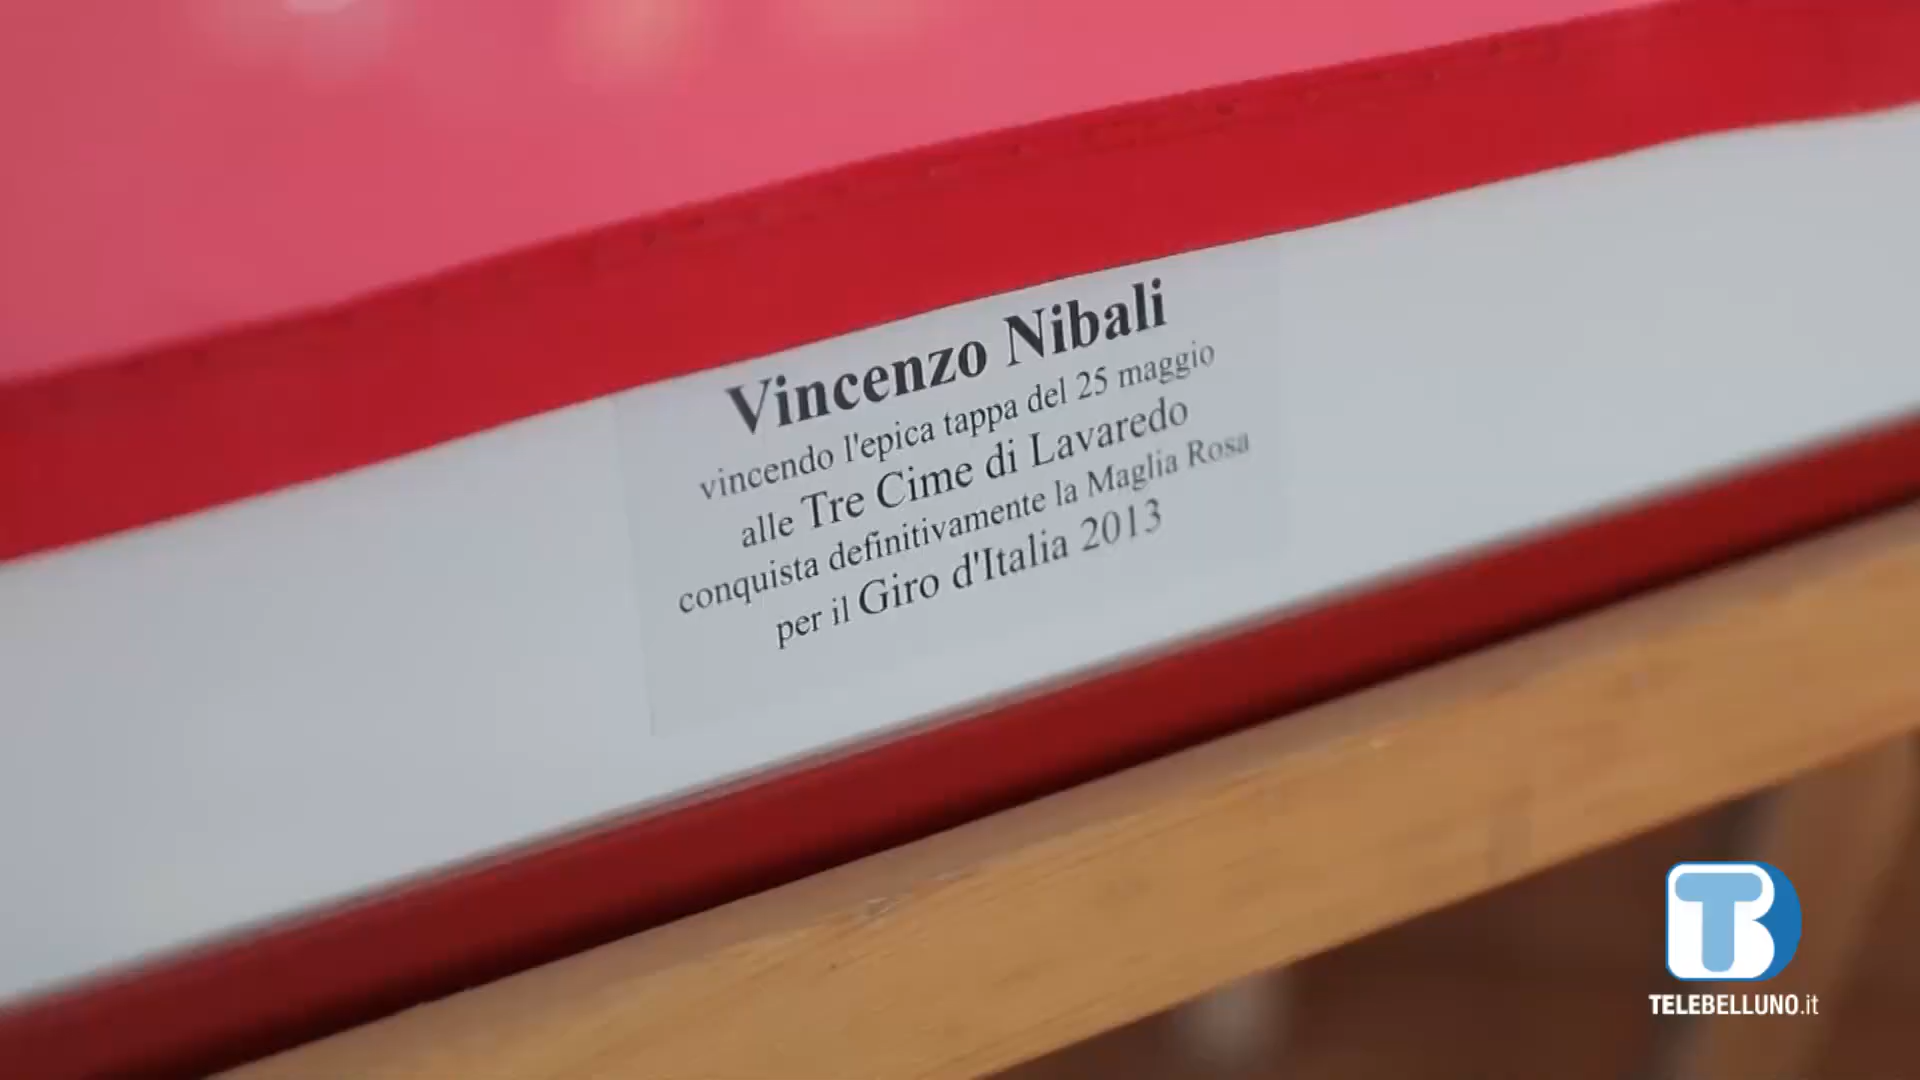 Vincenzo Nibali
vincendo l'epica tappa del 25 maggio
alle Tre Cime di Lavaredo
conquista definitivamente la Maglia Rosa
per il Giro d'Italia 2013
TB
TELEBELLUNO.it